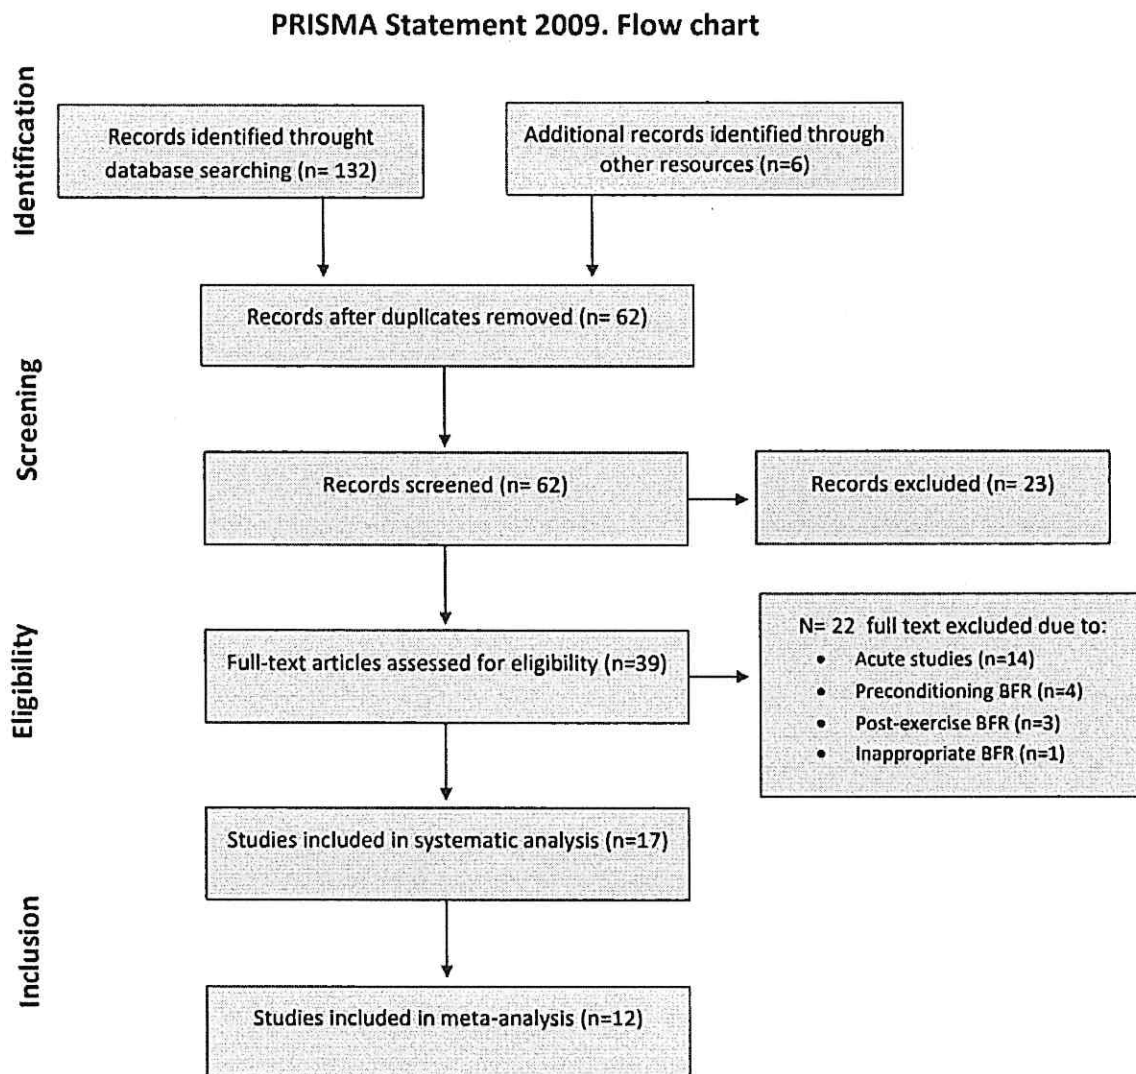 PRISMA Statement 2009. Flow chart
Identification
Records identified throught
database searching (n= 132)
Additional records identified through
other resources (n=6)
Records after duplicates removed (n= 62)
Screening
Records screened (n= 62)
Records excluded (n= 23)
Eligibility
Full-text articles assessed for eligibility (n=39)
N= 22 full text excluded due to:
• Acute studies (n=14)
• Preconditioning BFR (n=4)
• Post-exercise BFR (n=3)
• Inappropriate BFR (n=1)
Studies included in systematic analysis (n=17)
Inclusion
Studies included in meta-analysis (n=12)